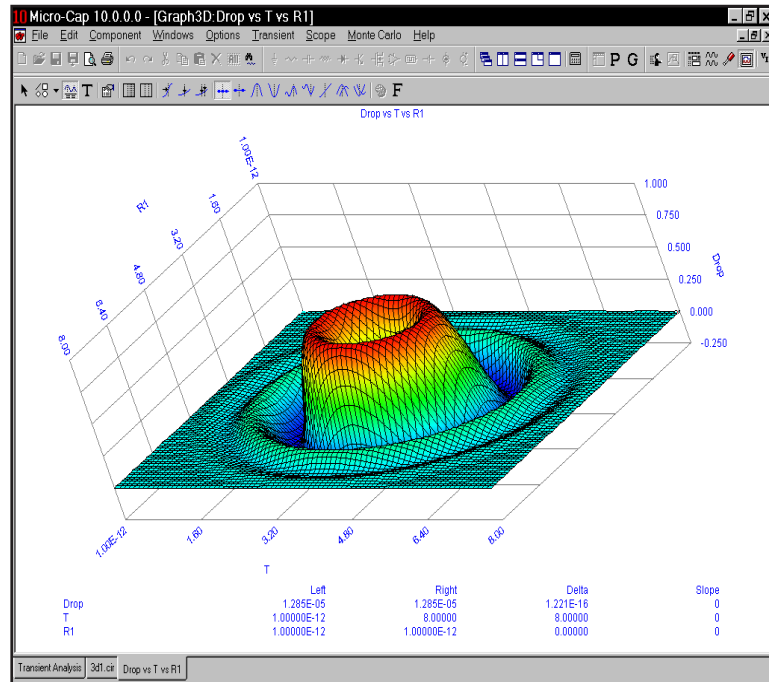 10 Micro-Cap 10.0.0.0 - [Graph3D:Drop vs T vs R1]
File Edit Component Windows Options Transient Scope Monte Carlo Help
P G
T F
Drop vs T vs R1
1.00E-12
1.60
R1
3.20
4.80
6.40
8.00
1.000
0.750
0.500
Drop
0.250
0.000
-0.250
1.00E-12 1.60 3.20 4.80 6.40 8.00
T
Left Right Delta Slope
Drop 1.285E-05 1.285E-05 1.221E-16 0
T 1.00000E-12 8.00000 8.00000 0
R1 1.00000E-12 1.00000E-12 0.00000 0
Transient Analysis 3d1.cir Drop vs T vs R1